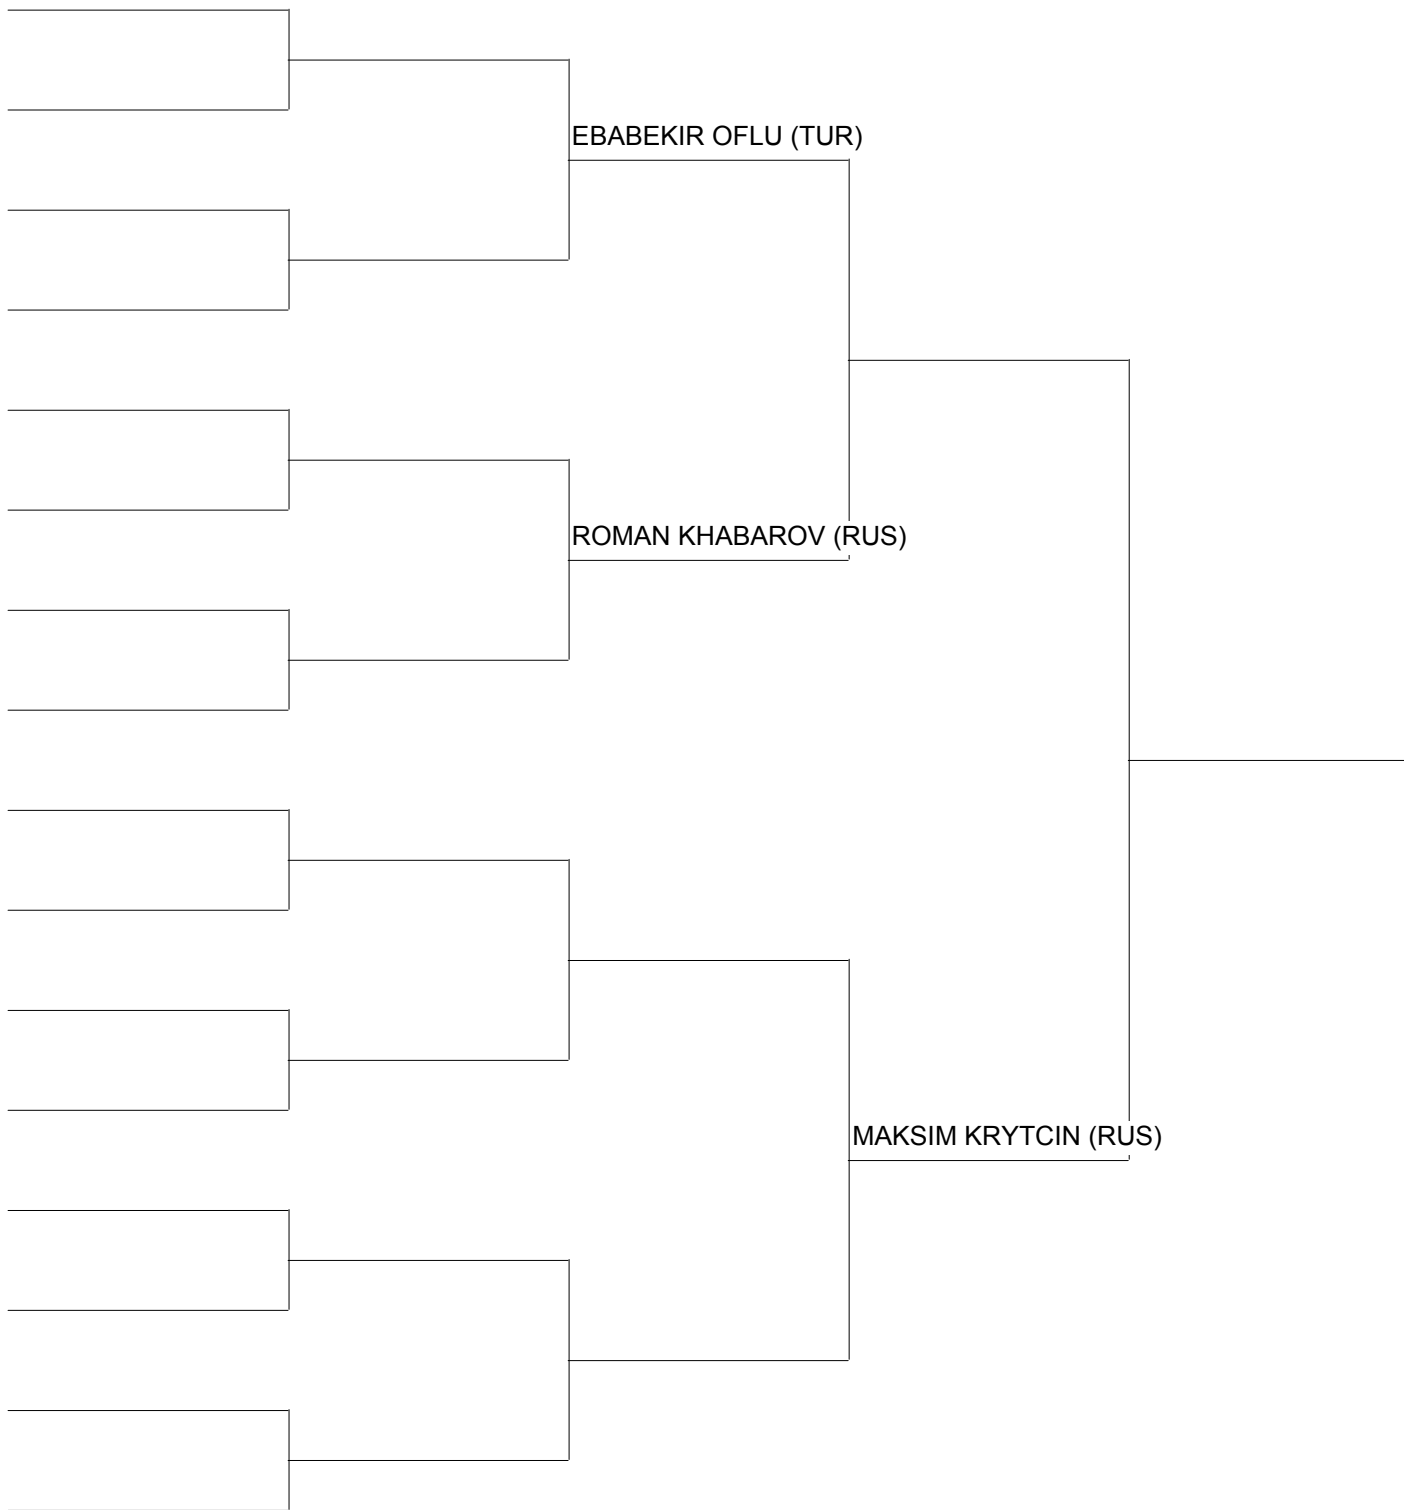 EBABEKIR OFLU (TUR)
ROMAN KHABAROV (RUS)
MAKSIM KRYTCIN (RUS)